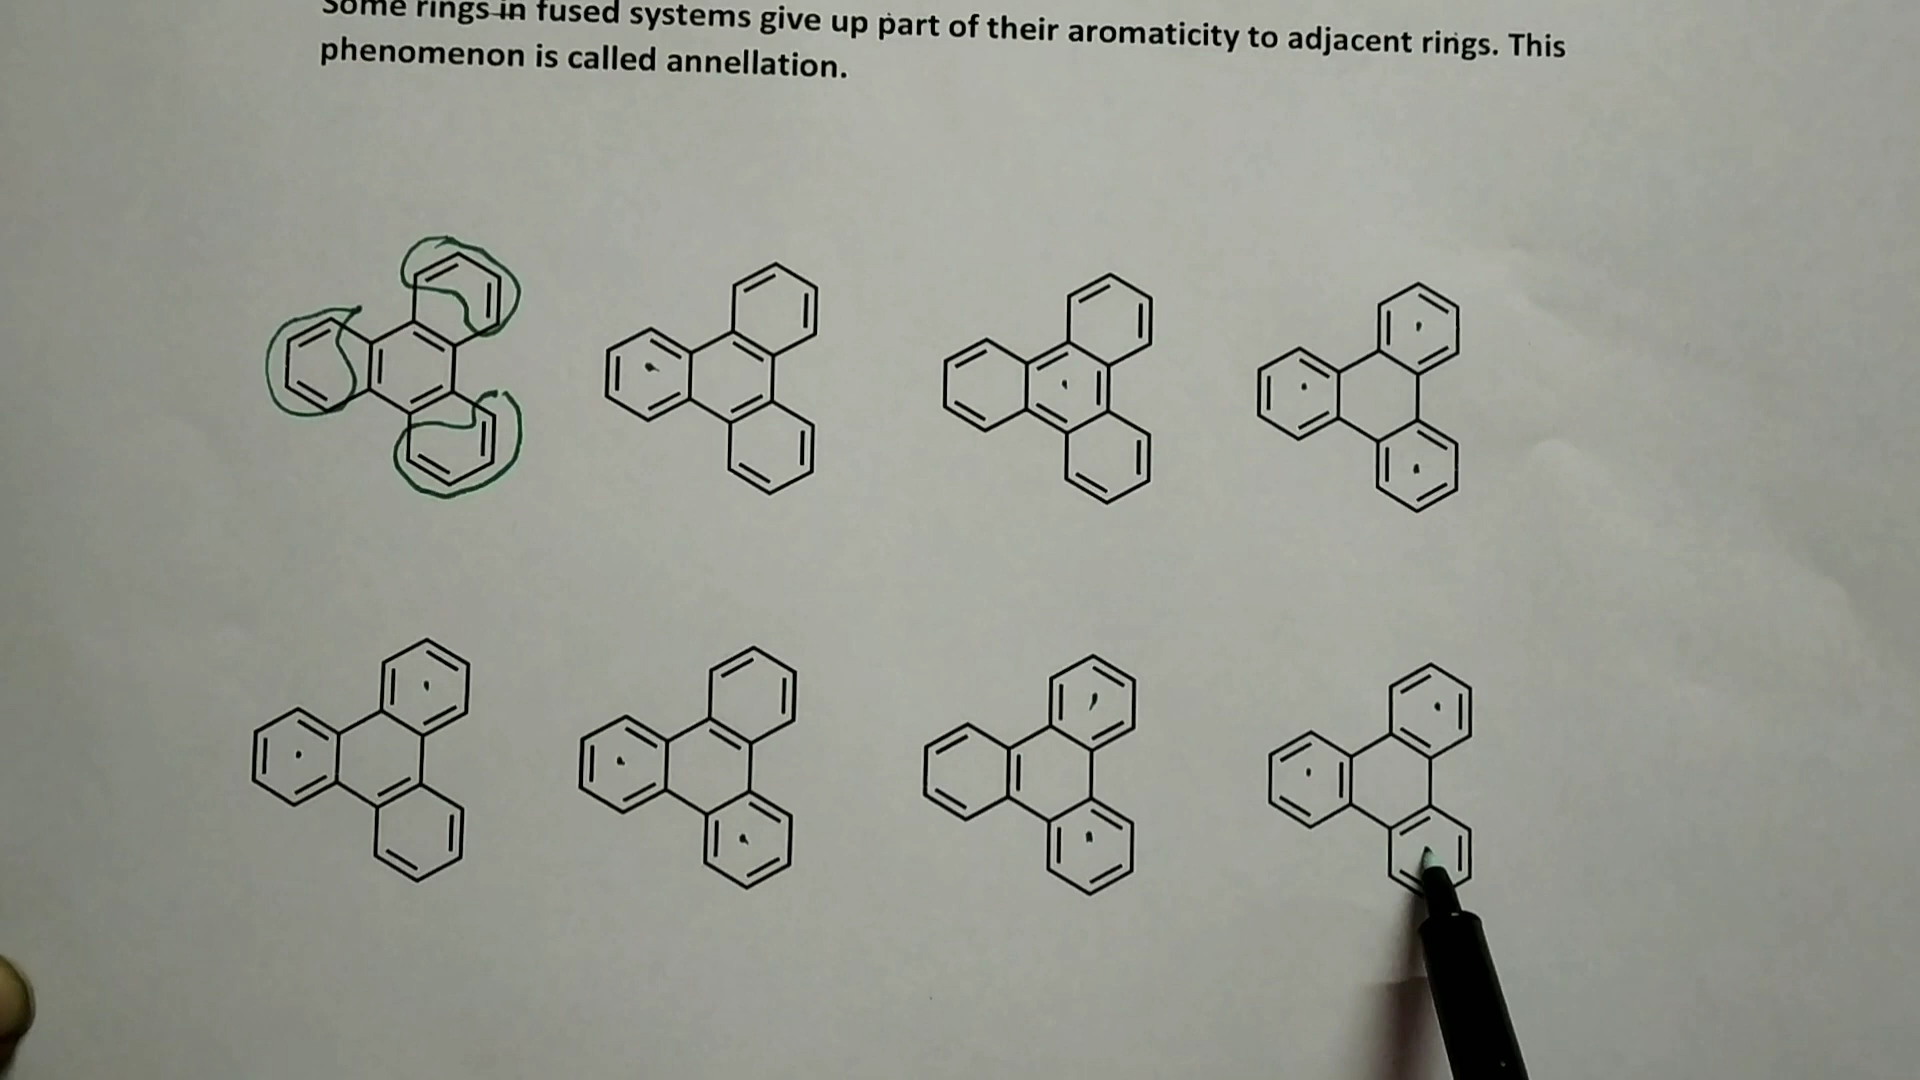 Some rings in fused systems give up part of their aromaticity to adjacent rings. This
phenomenon is called annellation.